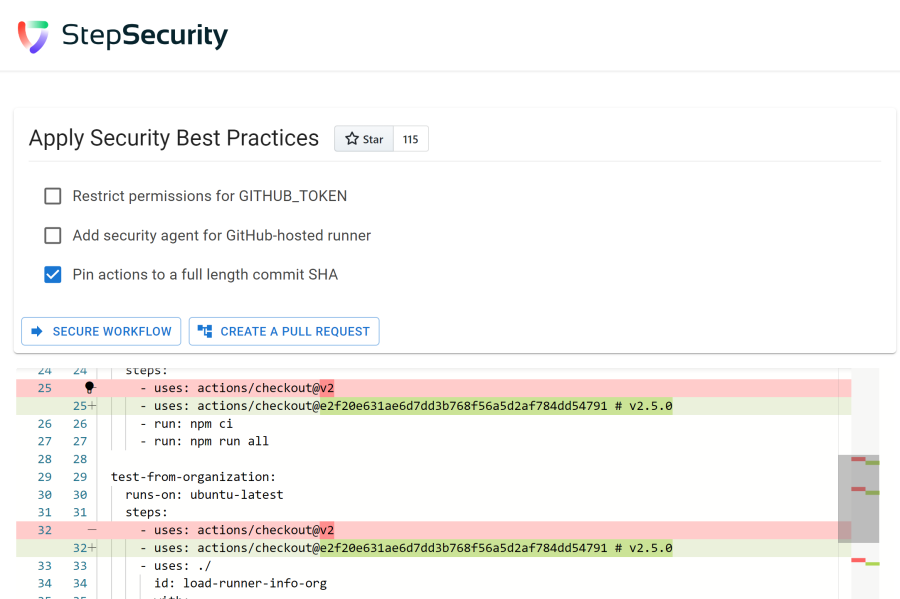 StepSecurity
Apply Security Best Practices Star 115
Restrict permissions for GITHUB_TOKEN
Add security agent for GitHub-hosted runner
Pin actions to a full length commit SHA
SECURE WORKFLOW CREATE A PULL REQUEST
24 24 steps:
25 - uses: actions/checkout@v2
25+ - uses: actions/checkout@e2f20e631ae6d7dd3b768f56a5d2af784dd54791 # v2.5.0
26 26 - run: npm ci
27 27 - run: npm run all
28 28
29 29 test-from-organization:
30 30 runs-on: ubuntu-latest
31 31 steps:
32 — - uses: actions/checkout@v2
32+ - uses: actions/checkout@e2f20e631ae6d7dd3b768f56a5d2af784dd54791 # v2.5.0
33 33 - uses: ./
34 34 id: load-runner-info-org
35 35 with: